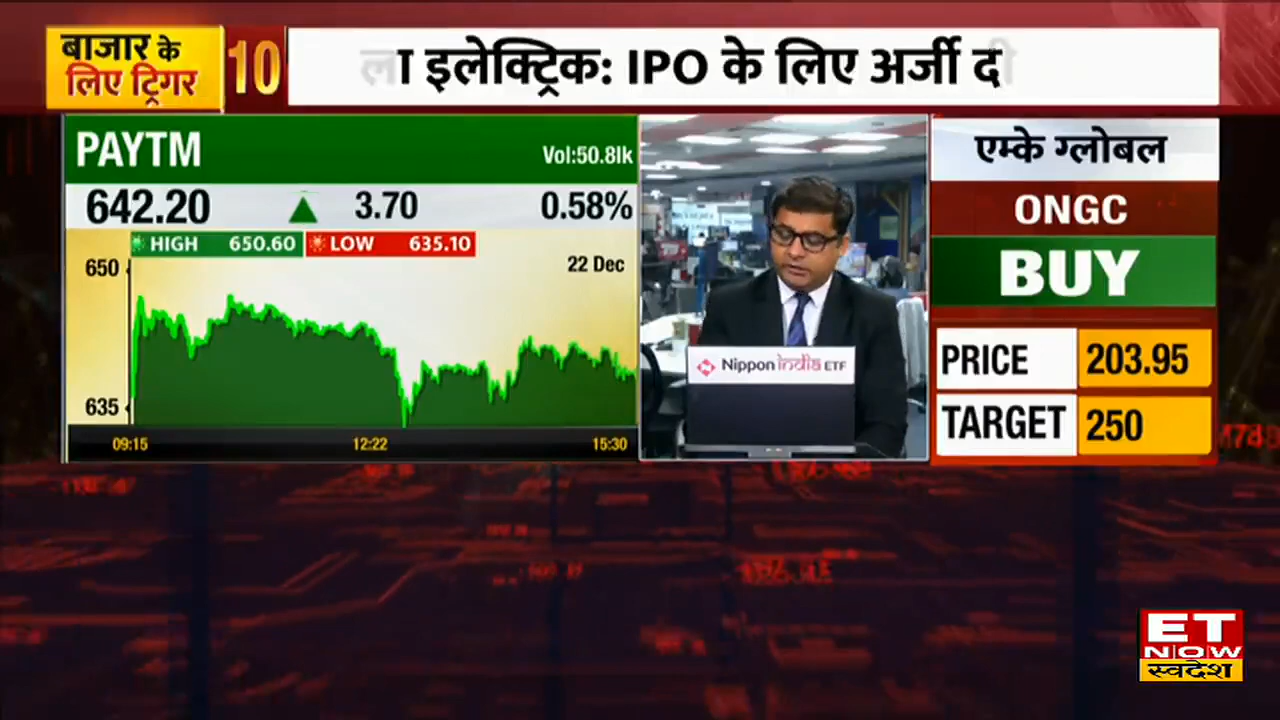 बाजार के
लिए ट्रिगर
10
इलेक्ट्रिक: IPO के लिए अर्जी
PAYTM
Vol:50.8lk
642.20 3.70 0.58%
HIGH 650.60 LOW 635.10
22 Dec
650
635
09:15 12:22 15:30
Nippon india ETF
एम्के ग्लोबल
ONGC
BUY
PRICE 203.95
TARGET 250
ET
NOW
स्वदेश